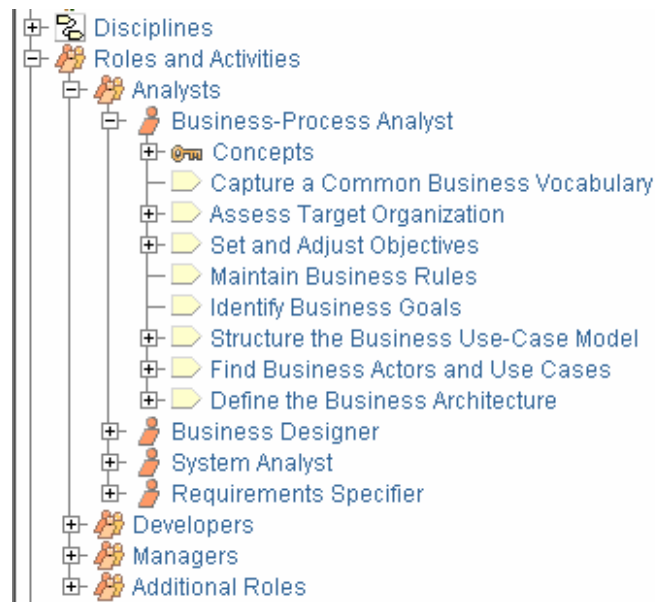 Disciplines
Roles and Activities
Analysts
Business-Process Analyst
Concepts
Capture a Common Business Vocabulary
Assess Target Organization
Set and Adjust Objectives
Maintain Business Rules
Identify Business Goals
Structure the Business Use-Case Model
Find Business Actors and Use Cases
Define the Business Architecture
Business Designer
System Analyst
Requirements Specifier
Developers
Managers
Additional Roles